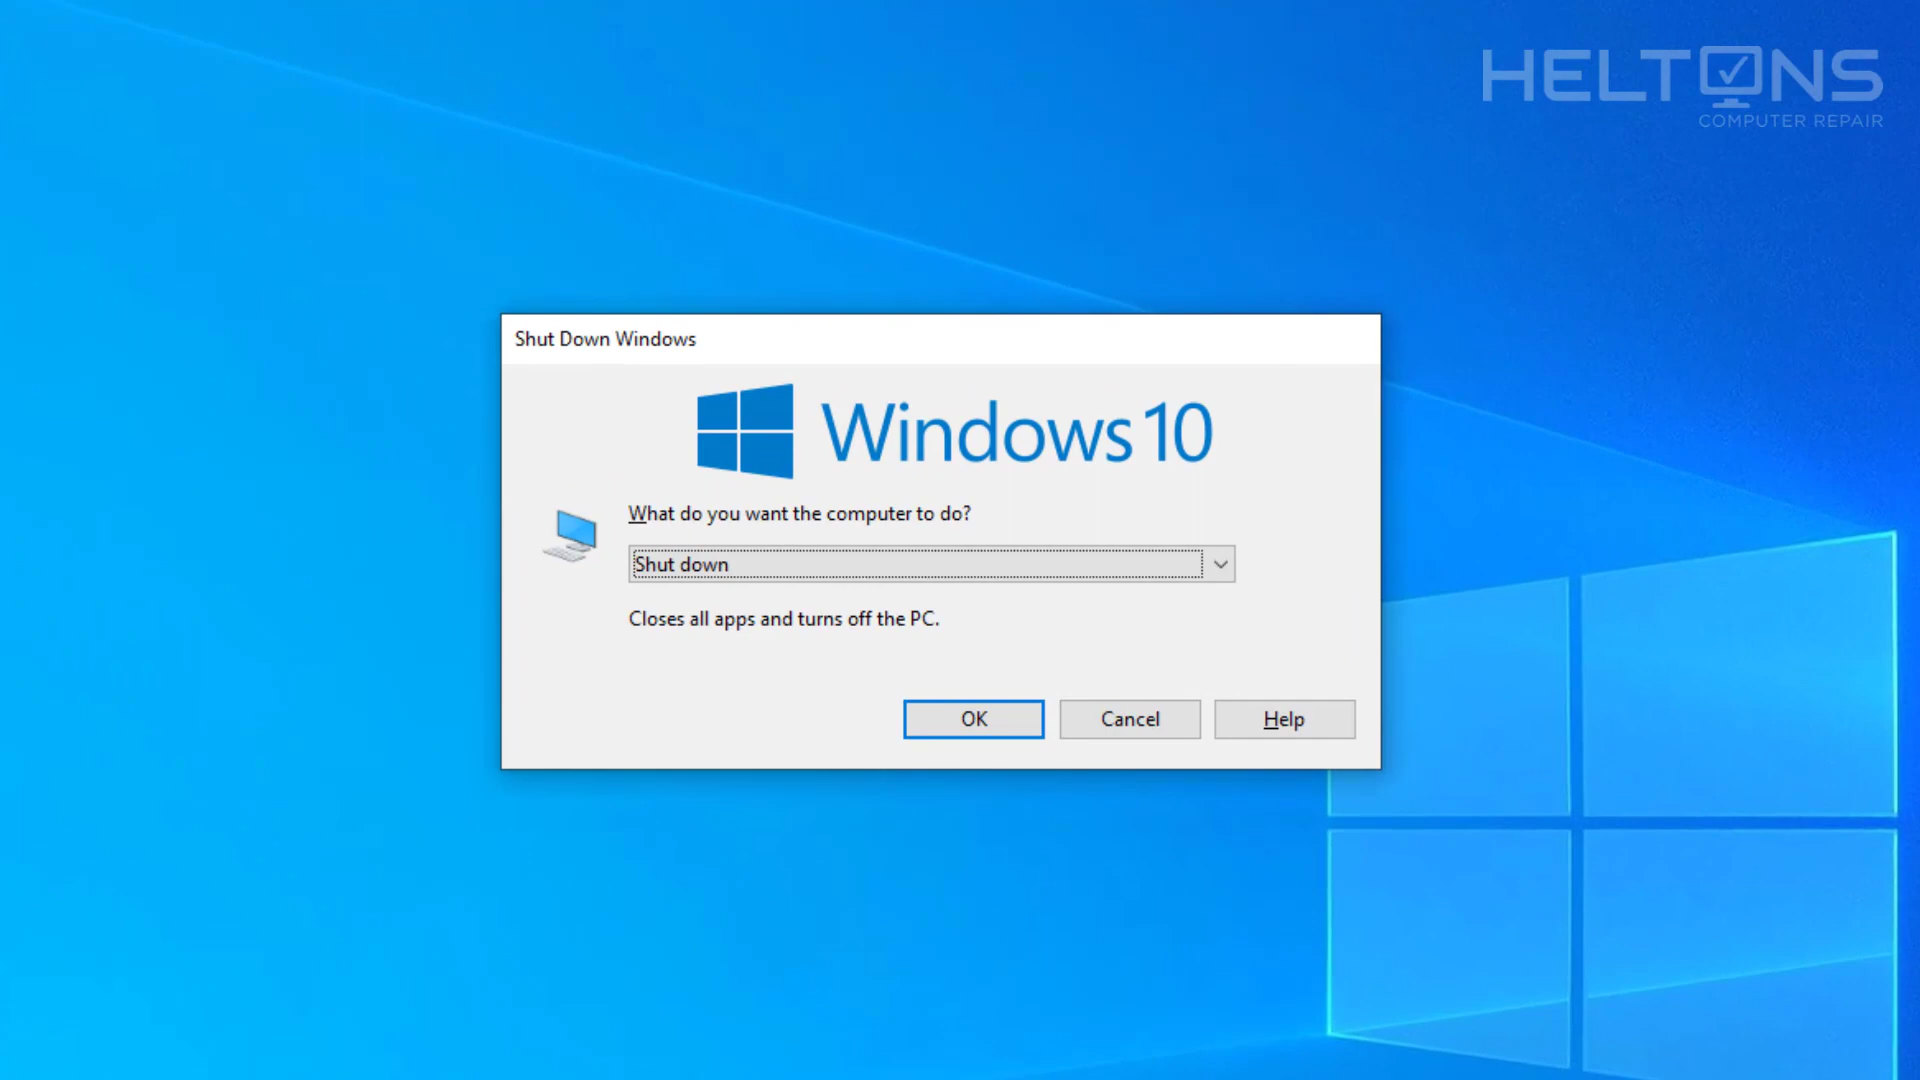 HELTONS
COMPUTER REPAIR
Shut Down Windows
Windows 10
What do you want the computer to do?
Shut down
Closes all apps and turns off the PC.
OK
Cancel
Help